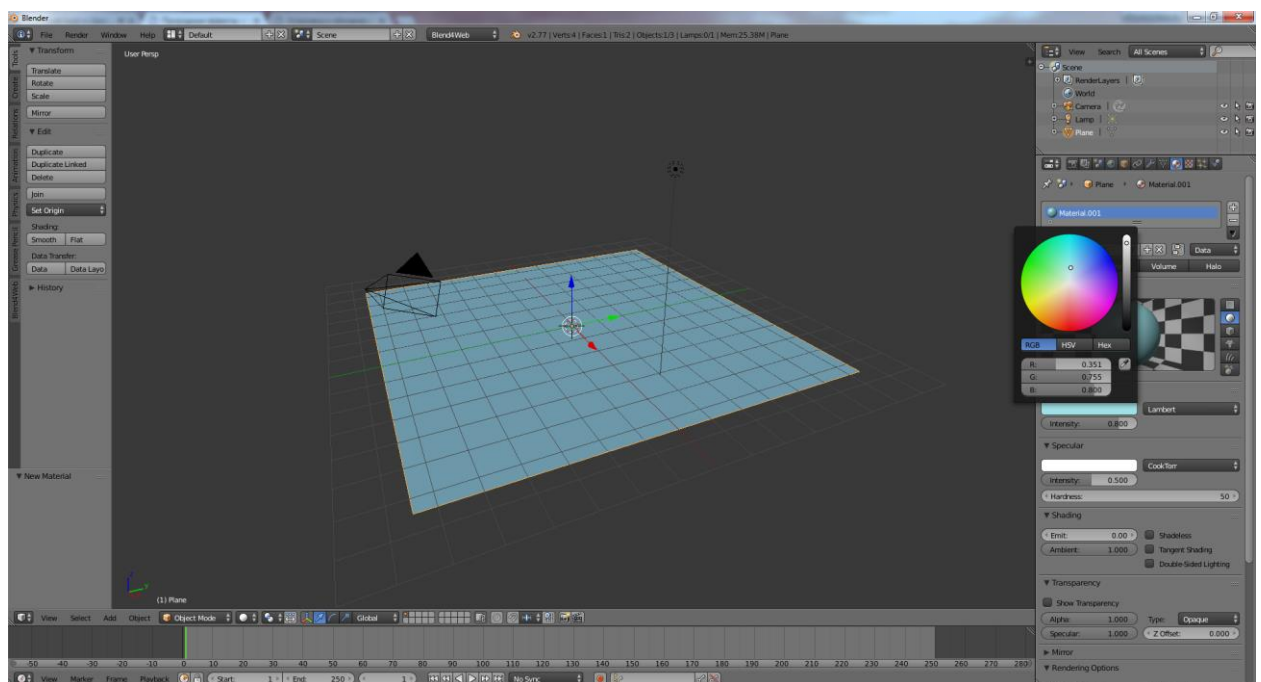 Blender
File Render Window Help Default Scene Blend4Web v2.77 | Verts:4 | Faces:1 | Tris:2 | Objects:1/3 | Lamps:0/1 | Mem:25.38M | Plane
Tools
Create
Relations
Animation
Physics
Grease Pencil
Blend4Web
Transform
Translate
Rotate
Scale
Mirror
Edit
Duplicate
Duplicate Linked
Delete
Join
Set Origin
Shading:
Smooth Flat
Data Transfer:
Data Data Layo
History
New Material
User Persp
(1) Plane
View Search All Scenes
Scene
RenderLayers
World
Camera
Lamp
Plane
Plane Material.001
Material.001
Data
Volume Halo
RGB HSV Hex
R: 0.351
G: 0.755
B: 0.800
Lambert
Intensity: 0.800
Specular
CookTorr
Intensity: 0.500
Hardness: 50
Shading
Emit: 0.00 Shadeless
Ambient: 1.000 Tangent Shading
Double-Sided Lighting
Transparency
Show Transparency
Alpha: 1.000 Type: Opaque
Specular: 1.000 Z Offset: 0.000
Mirror
Rendering Options
View Select Add Object Object Mode Global
-50 -40 -30 -20 -10 0 10 20 30 40 50 60 70 80 90 100 110 120 130 140 150 160 170 180 190 200 210 220 230 240 250 260 270 280
View Marker Frame Playback Start: 1 End: 250 1 No Sync